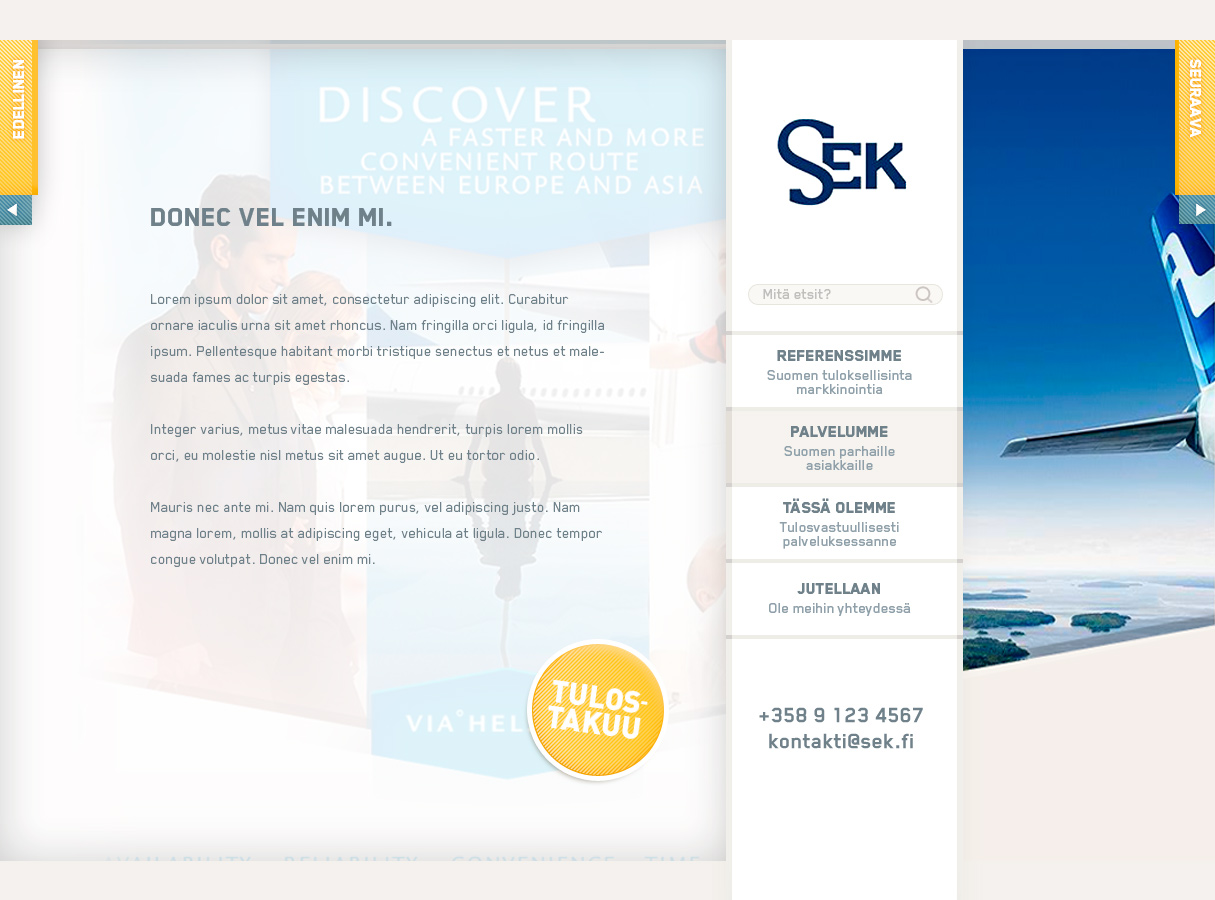 EDELLINEN
DISCOVER
A FASTER AND MORE
CONVENIENT ROUTE
BETWEEN EUROPE AND ASIA
DONEC VEL ENIM MI.
Lorem ipsum dolor sit amet, consectetur adipiscing elit. Curabitur
ornare iaculis urna sit amet rhoncus. Nam fringilla orci ligula, id fringilla
ipsum. Pellentesque habitant morbi tristique senectus et netus et male-
suada fames ac turpis egestas.
Integer varius, metus vitae malesuada hendrerit, turpis lorem mollis
orci, eu molestie nisl metus sit amet augue. Ut eu tortor odio.
Mauris nec ante mi. Nam quis lorem purus, vel adipiscing justo. Nam
magna lorem, mollis at adipiscing eget, vehicula at ligula. Donec tempor
congue volutpat. Donec vel enim mi.
VIA°HEL
TULOS-
TAKUU
AVAILABILITY RELIABILITY CONVENIENCE TIME
SEK
Mitä etsit?
REFERENSSIMME
Suomen tuloksellisinta
markkinointia
PALVELUMME
Suomen parhaille
asiakkaille
TÄSSÄ OLEMME
Tulosvastuullisesti
palveluksessanne
JUTELLAAN
Ole meihin yhteydessä
+358 9 123 4567
kontakti@sek.fi
SEURAAVA